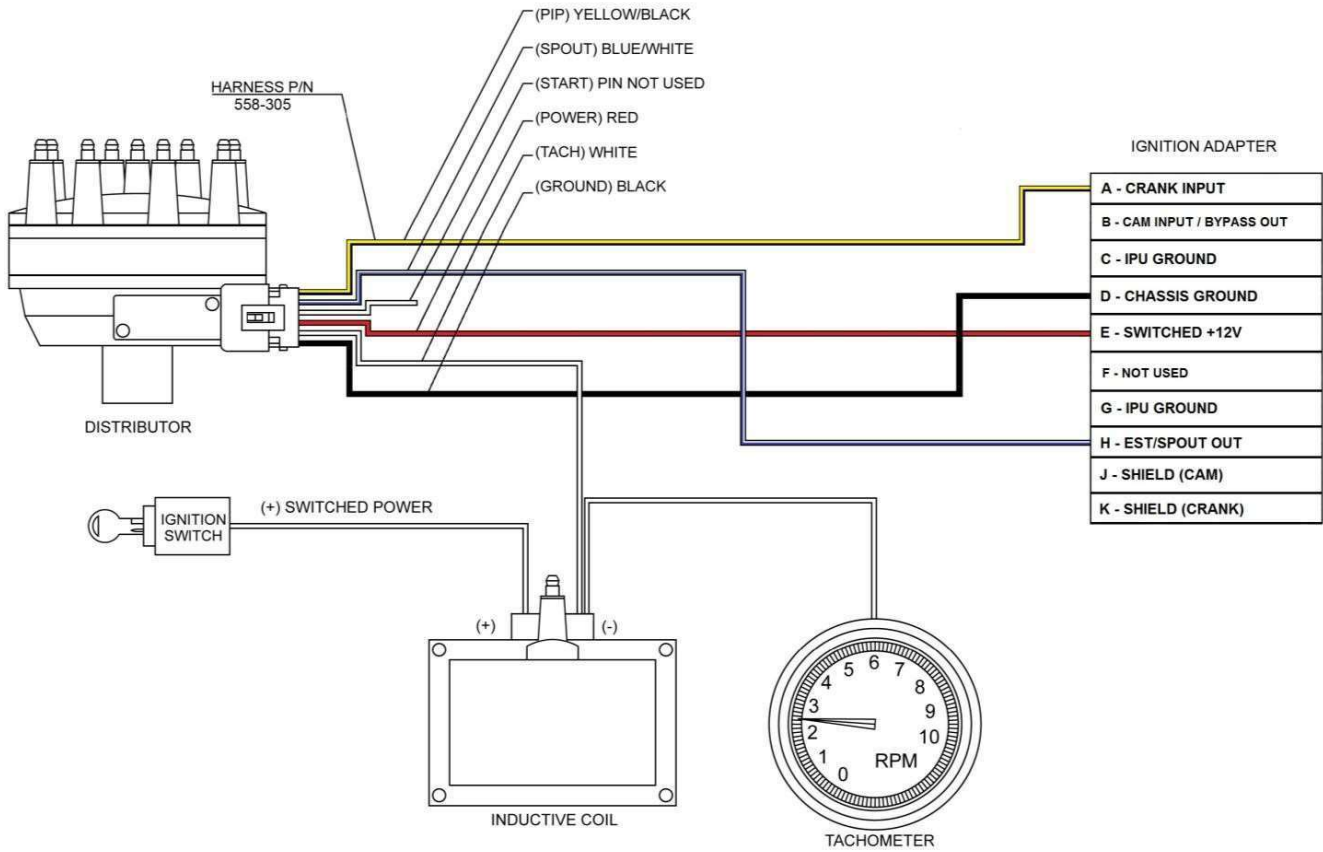 (PIP) YELLOW/BLACK
(SPOUT) BLUE/WHITE
(START) PIN NOT USED
(POWER) RED
(TACH) WHITE
(GROUND) BLACK
HARNESS P/N
558-305
DISTRIBUTOR
IGNITION ADAPTER
A - CRANK INPUT
B - CAM INPUT / BYPASS OUT
C - IPU GROUND
D - CHASSIS GROUND
E - SWITCHED +12V
F - NOT USED
G - IPU GROUND
H - EST/SPOUT OUT
J - SHIELD (CAM)
K - SHIELD (CRANK)
IGNITION
SWITCH
(+) SWITCHED POWER
(+)
(-)
INDUCTIVE COIL
0
1
2
3
4
5
6
7
8
9
10
RPM
TACHOMETER